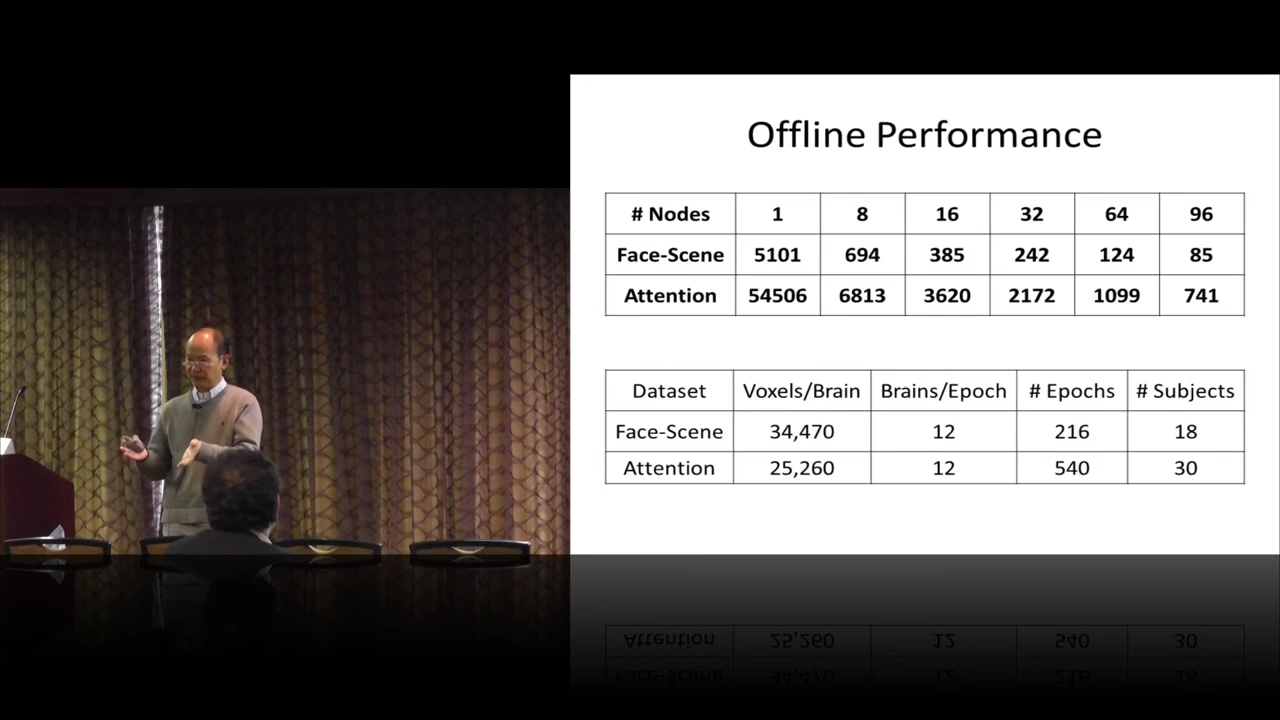 Offline Performance
# Nodes 1 8 16 32 64 96
Face-Scene 5101 694 385 242 124 85
Attention 54506 6813 3620 2172 1099 741
Dataset Voxels/Brain Brains/Epoch # Epochs # Subjects
Face-Scene 34,470 12 216 18
Attention 25,260 12 540 30